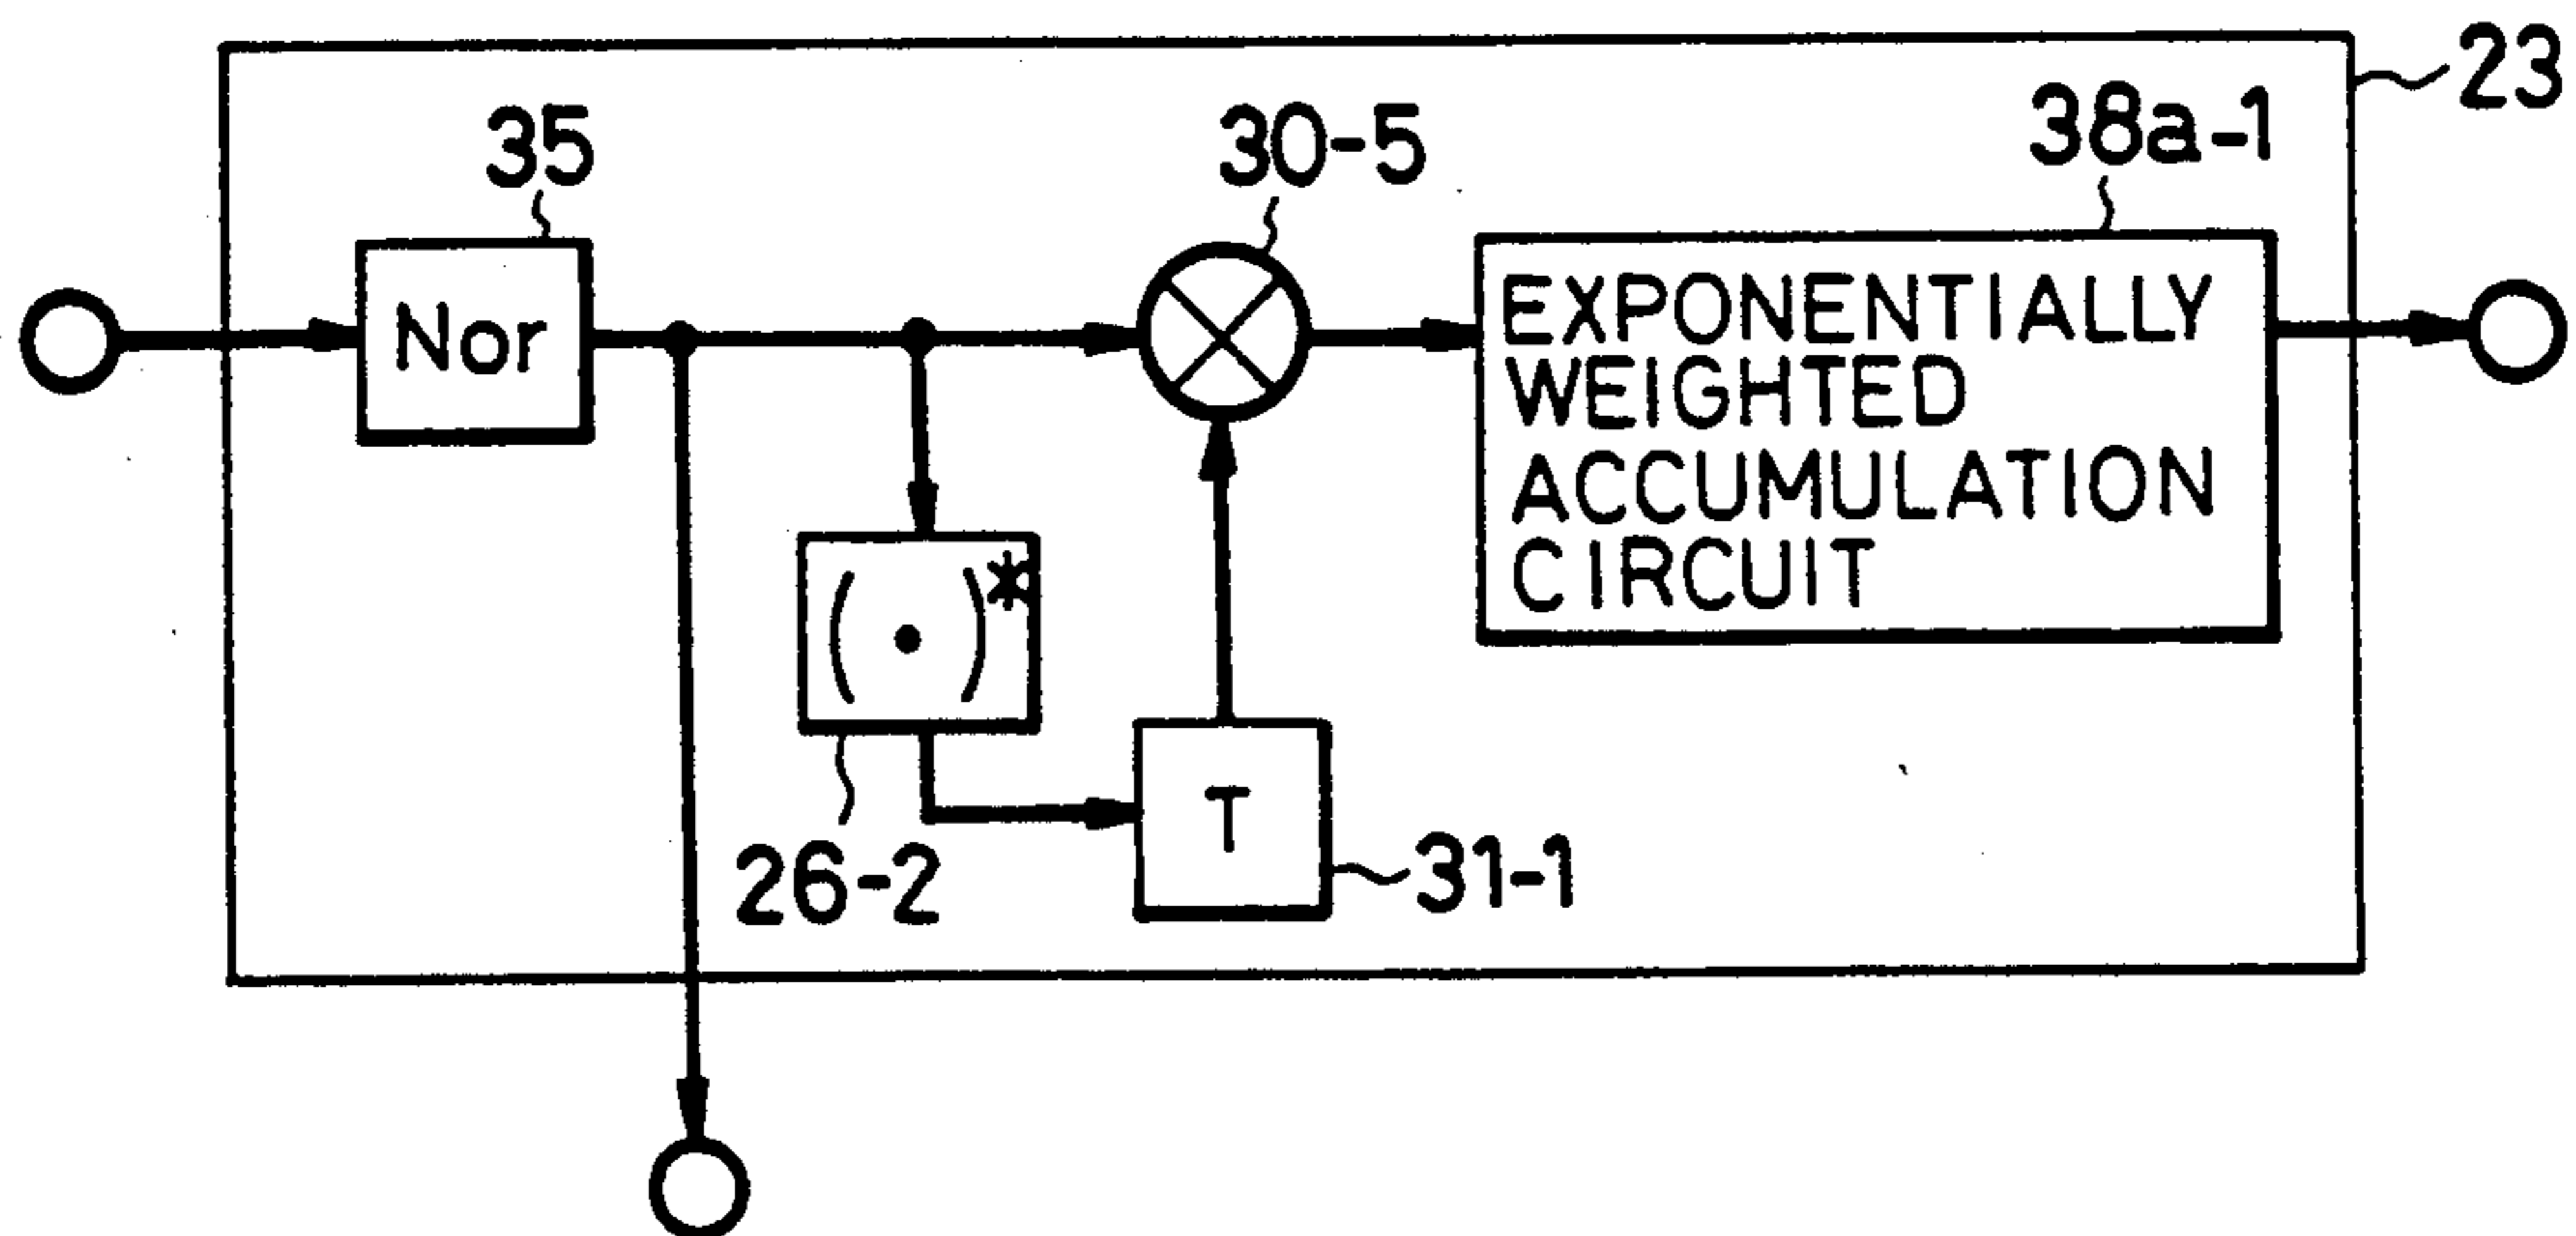 23
35
30-5
38a-1
Nor
EXPONENTIALLY
WEIGHTED
ACCUMULATION
CIRCUIT
(•)*
T
26-2
31-1